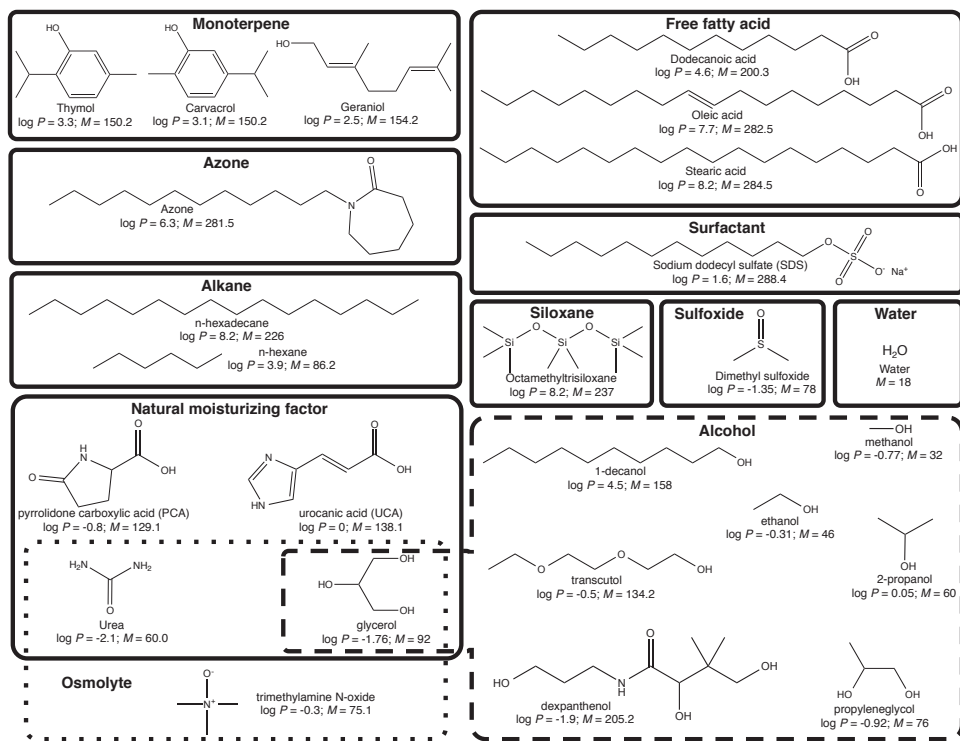 Monoterpene
HO
Thymol
log P = 3.3; M = 150.2
HO
Carvacrol
log P = 3.1; M = 150.2
HO
Geraniol
log P = 2.5; M = 154.2
Free fatty acid
O
OH
Dodecanoic acid
log P = 4.6; M = 200.3
O
OH
Oleic acid
log P = 7.7; M = 282.5
OH
O
Stearic acid
log P = 8.2; M = 284.5
Azone
O
N
Azone
log P = 6.3; M = 281.5
Surfactant
O
O
S
O
O- Na+
Sodium dodecyl sulfate (SDS)
log P = 1.6; M = 288.4
Alkane
n-hexadecane
log P = 8.2; M = 226
n-hexane
log P = 3.9; M = 86.2
Siloxane
O O
Si Si Si
Octamethyltrisiloxane
log P = 8.2; M = 237
Sulfoxide
O
S
Dimethyl sulfoxide
log P = -1.35; M = 78
Water
H2O
Water
M = 18
Natural moisturizing factor
H
N
O
O
OH
pyrrolidone carboxylic acid (PCA)
log P = -0.8; M = 129.1
N
HN
O
OH
urocanic acid (UCA)
log P = 0; M = 138.1
H2N NH2
O
Urea
log P = -2.1; M = 60.0
OH
HO
OH
glycerol
log P = -1.76; M = 92
Osmolyte
O-
N+
trimethylamine N-oxide
log P = -0.3; M = 75.1
Alcohol
OH
1-decanol
log P = 4.5; M = 158
OH
methanol
log P = -0.77; M = 32
OH
ethanol
log P = -0.31; M = 46
O O OH
transcutol
log P = -0.5; M = 134.2
OH
2-propanol
log P = 0.05; M = 60
O
HO
N
H
OH
OH
dexpanthenol
log P = -1.9; M = 205.2
HO OH
propyleneglycol
log P = -0.92; M = 76